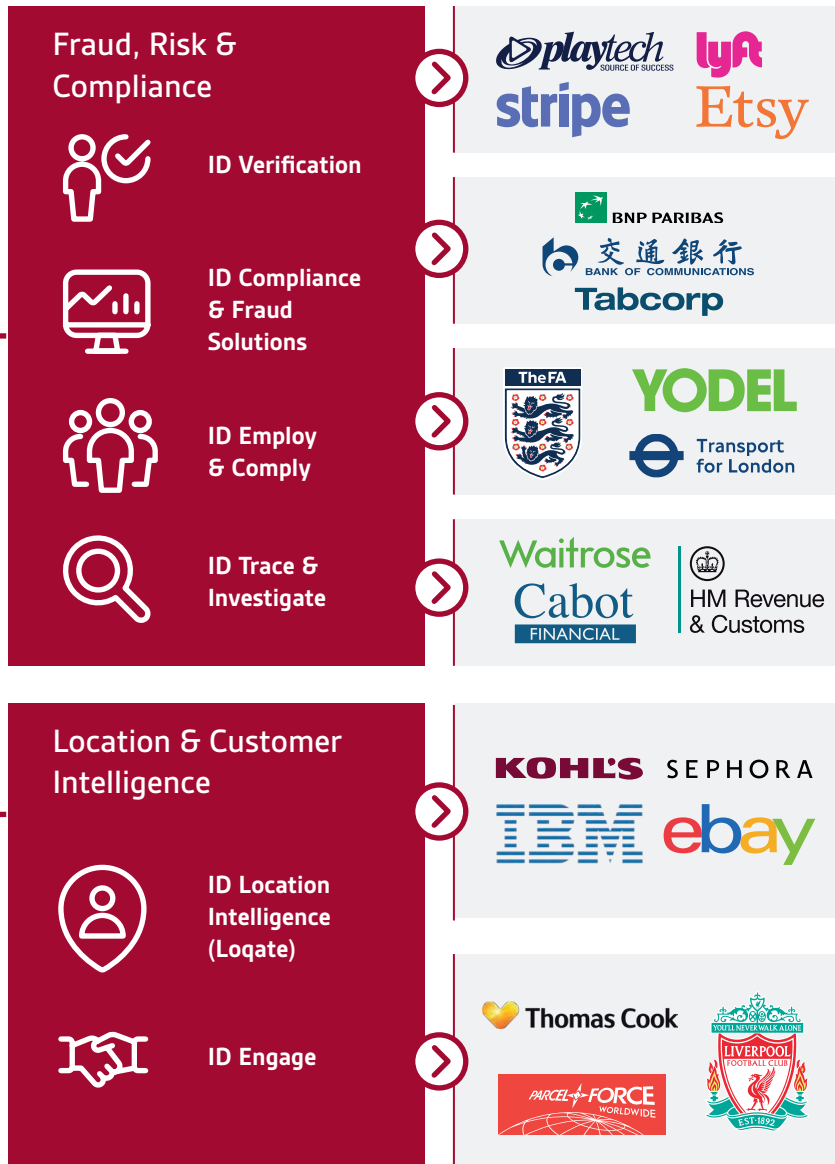 Fraud, Risk &
Compliance
ID Verification
ID Compliance
& Fraud
Solutions
ID Employ
& Comply
ID Trace &
Investigate
playtech
SOURCE OF SUCCESS
lyft
stripe
Etsy
BNP PARIBAS
交通銀行
BANK OF COMMUNICATIONS
Tabcorp
The FA
YODEL
Transport
for London
Waitrose
Cabot
FINANCIAL
HM Revenue
& Customs
Location & Customer
Intelligence
ID Location
Intelligence
(Loqate)
ID Engage
KOHL'S
SEPHORA
IBM
ebay
Thomas Cook
PARCEL FORCE
WORLDWIDE
YOU'LL NEVER WALK ALONE
LIVERPOOL
FOOTBALL CLUB
EST·1892